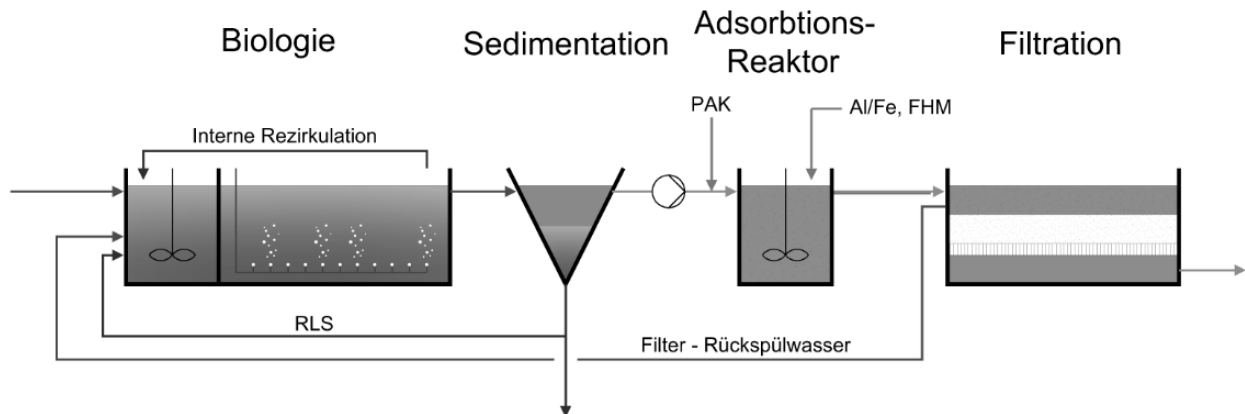 Biologie
Sedimentation
Adsorbtions-
Reaktor
Filtration
PAK
Al/Fe, FHM
Interne Rezirkulation
RLS
Filter - Rückspülwasser